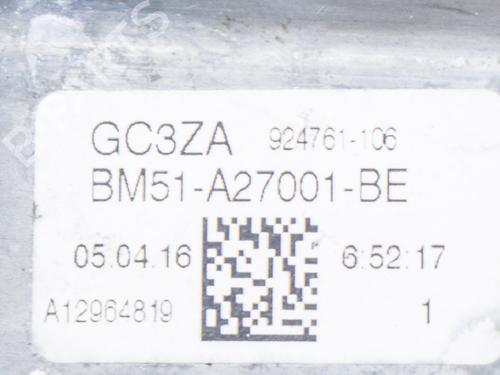 GC3ZA 924761-106
BM51-A27001-BE
05.04.16 6:52:17
A12964819 1